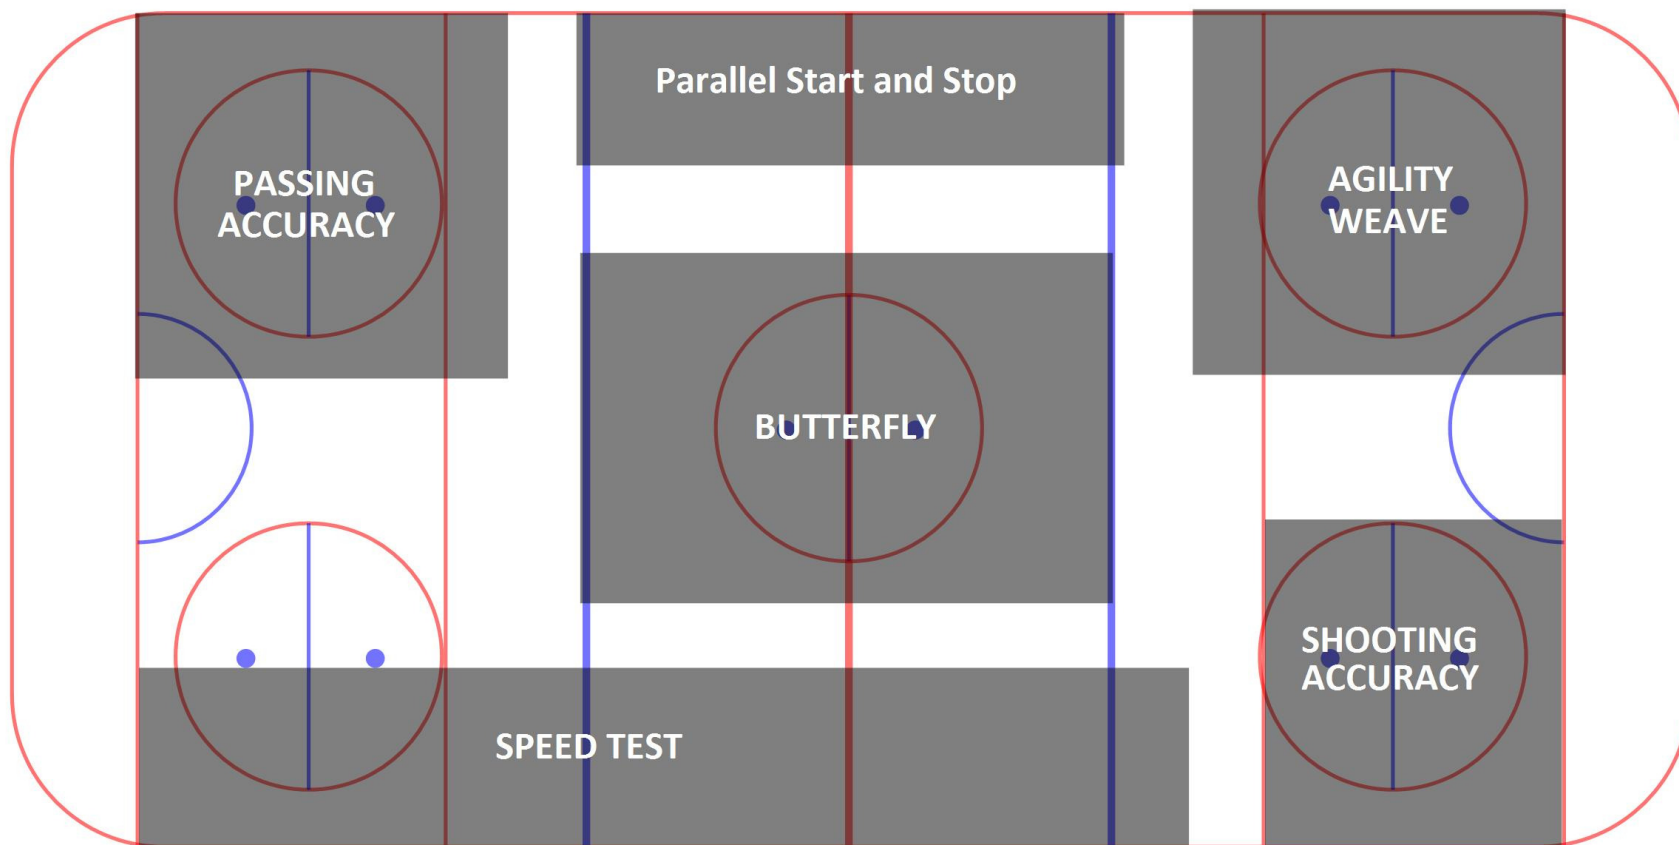 Parallel Start and Stop
PASSING
ACCURACY
AGILITY
WEAVE
BUTTERFLY
SHOOTING
ACCURACY
SPEED TEST